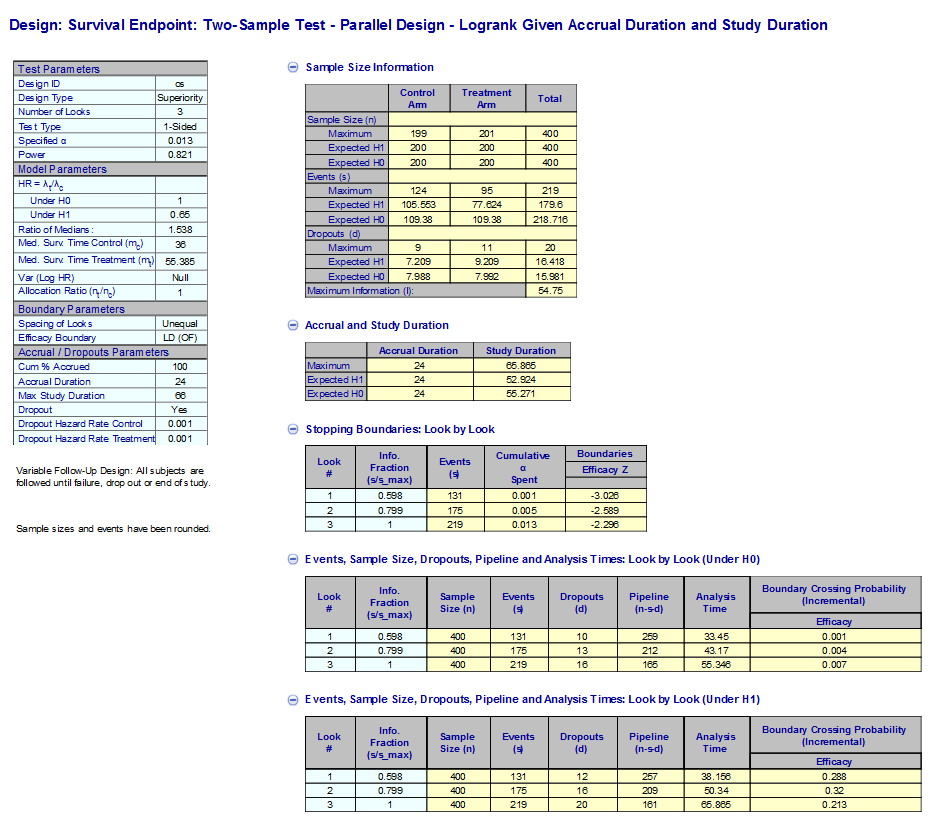 Design: Survival Endpoint: Two-Sample Test - Parallel Design - Logrank Given Accrual Duration and Study Duration
Test Parameters
Design ID os
Design Type Superiority
Number of Looks 3
Test Type 1-Sided
Specified α 0.013
Power 0.821
Model Parameters
HR = λt/λc
Under H0 1
Under H1 0.65
Ratio of Medians : 1.538
Med. Surv. Time Control (mc) 36
Med. Surv. Time Treatment (mt) 55.385
Var (Log HR) Null
Allocation Ratio (nt/nc) 1
Boundary Parameters
Spacing of Looks Unequal
Efficacy Boundary LD (OF)
Accrual / Dropouts Parameters
Cum % Accrued 100
Accrual Duration 24
Max Study Duration 66
Dropout Yes
Dropout Hazard Rate Control 0.001
Dropout Hazard Rate Treatment 0.001
Variable Follow-Up Design: All subjects are
followed until failure, drop out or end of study.
Sample sizes and events have been rounded.
Sample Size Information
Control Arm Treatment Arm Total
Sample Size (n)
Maximum 199 201 400
Expected H1 200 200 400
Expected H0 200 200 400
Events (s)
Maximum 124 95 219
Expected H1 105.553 77.624 179.6
Expected H0 109.38 109.38 218.716
Dropouts (d)
Maximum 9 11 20
Expected H1 7.209 9.209 16.418
Expected H0 7.988 7.992 15.981
Maximum Information (I): 54.75
Accrual and Study Duration
Accrual Duration Study Duration
Maximum 24 65.865
Expected H1 24 52.924
Expected H0 24 55.271
Stopping Boundaries: Look by Look
Look # Info. Fraction (s/s_max) Events (s) Cumulative α Spent Boundaries
Efficacy Z
1 0.598 131 0.001 -3.026
2 0.799 175 0.005 -2.589
3 1 219 0.013 -2.296
Events, Sample Size, Dropouts, Pipeline and Analysis Times: Look by Look (Under H0)
Look # Info. Fraction (s/s_max) Sample Size (n) Events (s) Dropouts (d) Pipeline (n-s-d) Analysis Time Boundary Crossing Probability (Incremental)
Efficacy
1 0.598 400 131 10 259 33.45 0.001
2 0.799 400 175 13 212 43.17 0.004
3 1 400 219 16 165 55.346 0.007
Events, Sample Size, Dropouts, Pipeline and Analysis Times: Look by Look (Under H1)
Look # Info. Fraction (s/s_max) Sample Size (n) Events (s) Dropouts (d) Pipeline (n-s-d) Analysis Time Boundary Crossing Probability (Incremental)
Efficacy
1 0.598 400 131 12 257 38.156 0.288
2 0.799 400 175 16 209 50.34 0.32
3 1 400 219 20 161 65.865 0.213